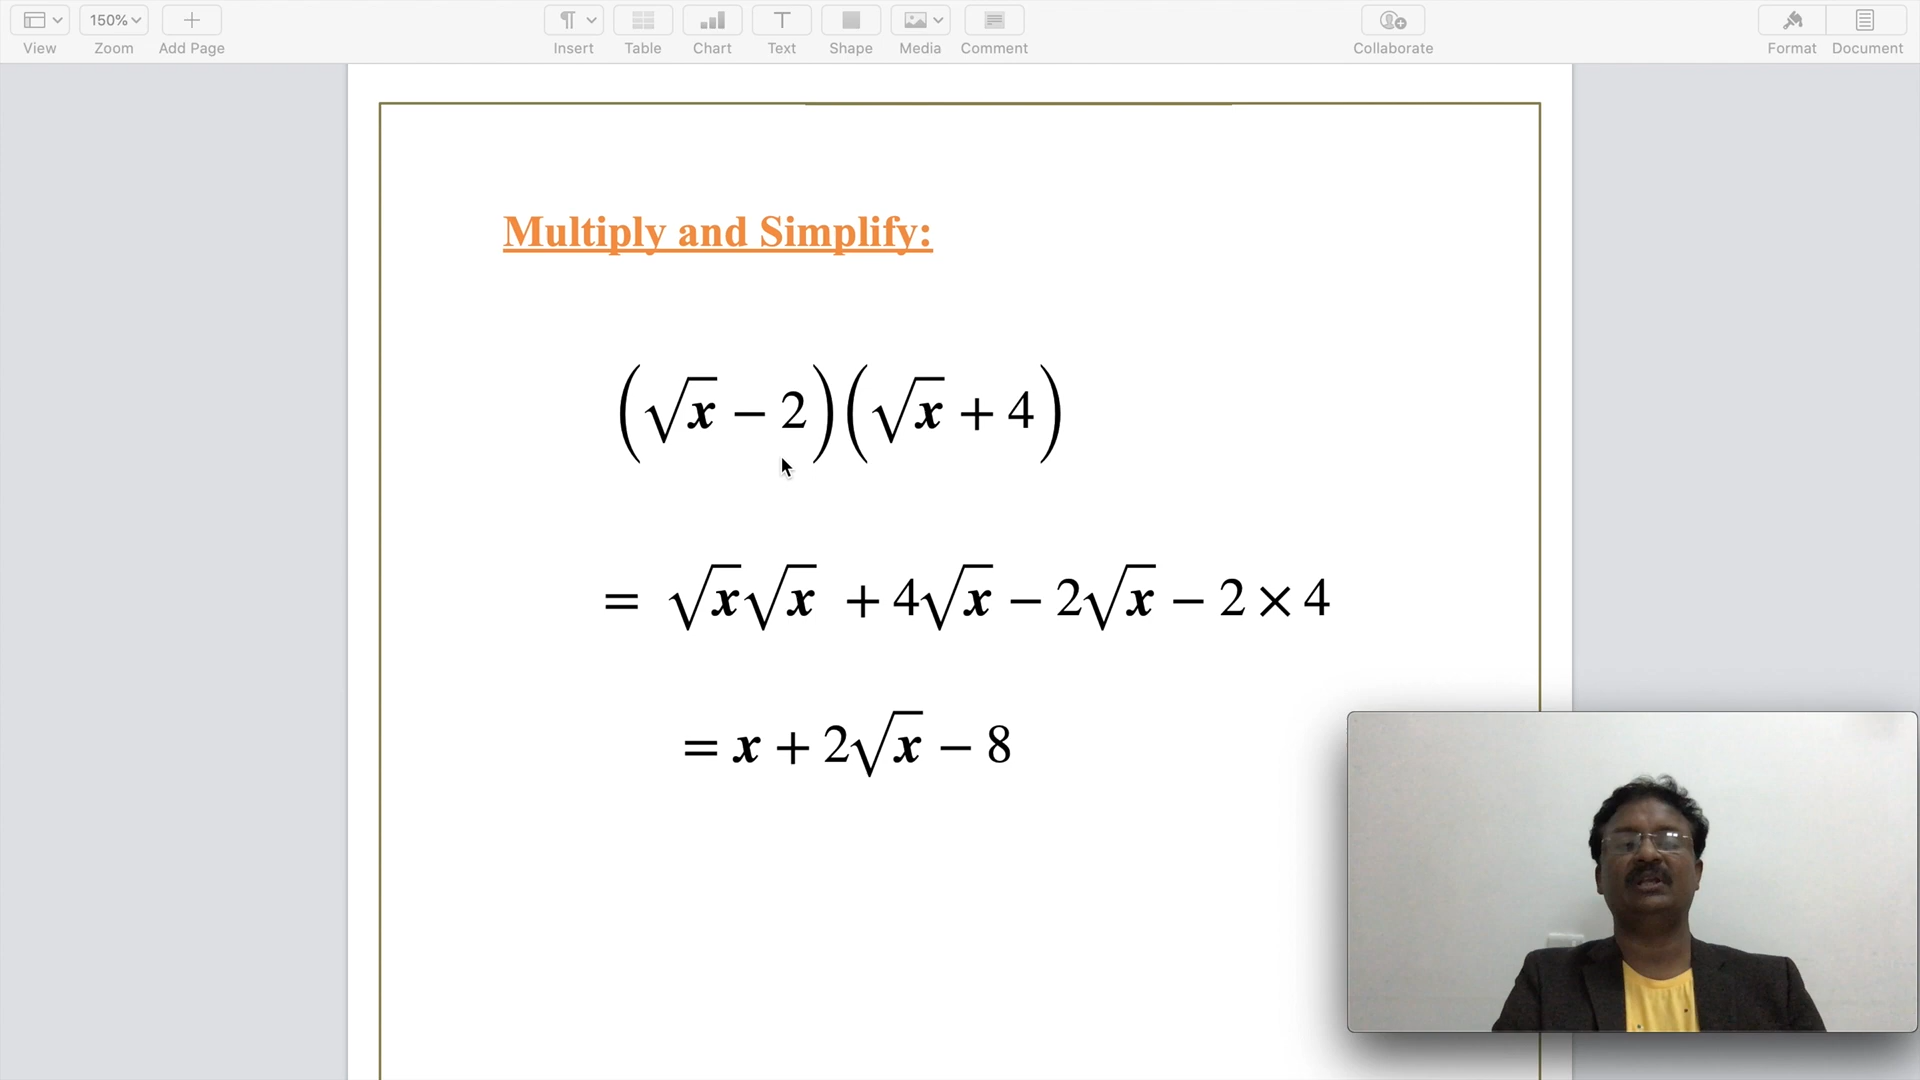 150%
View Zoom Add Page Insert Table Chart Text Shape Media Comment Collaborate Format Document
Multiply and Simplify:
(√x − 2)(√x + 4)
= √x√x + 4√x − 2√x − 2 × 4
= x + 2√x − 8